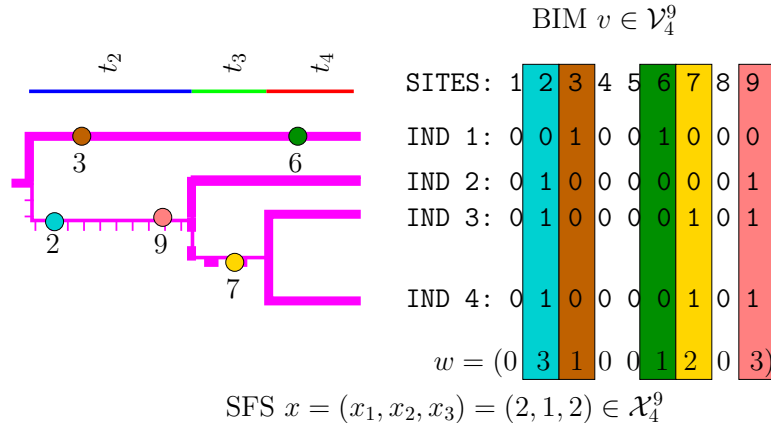 BIM v ∈ 𝒱₄⁹
t₂ t₃ t₄
SITES: 1 2 3 4 5 6 7 8 9
IND 1: 0 0 1 0 0 1 0 0 0
3 6
IND 2: 0 1 0 0 0 0 0 0 1
IND 3: 0 1 0 0 0 0 1 0 1
2 9
7
IND 4: 0 1 0 0 0 0 1 0 1
w = (0 3 1 0 0 1 2 0 3)
SFS x = (x₁, x₂, x₃) = (2, 1, 2) ∈ 𝒳₄⁹